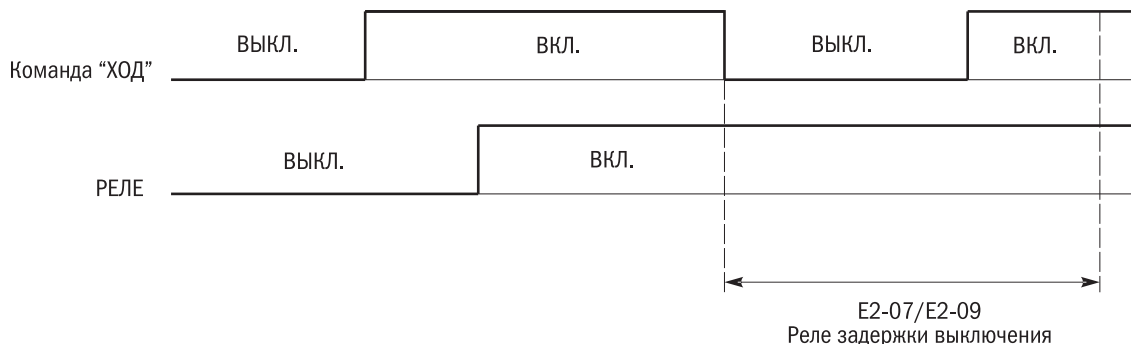 ВЫКЛ.
ВКЛ.
ВЫКЛ.
ВКЛ.
Команда “ХОД”
ВЫКЛ.
ВКЛ.
РЕЛЕ
E2-07/E2-09
Реле задержки выключения